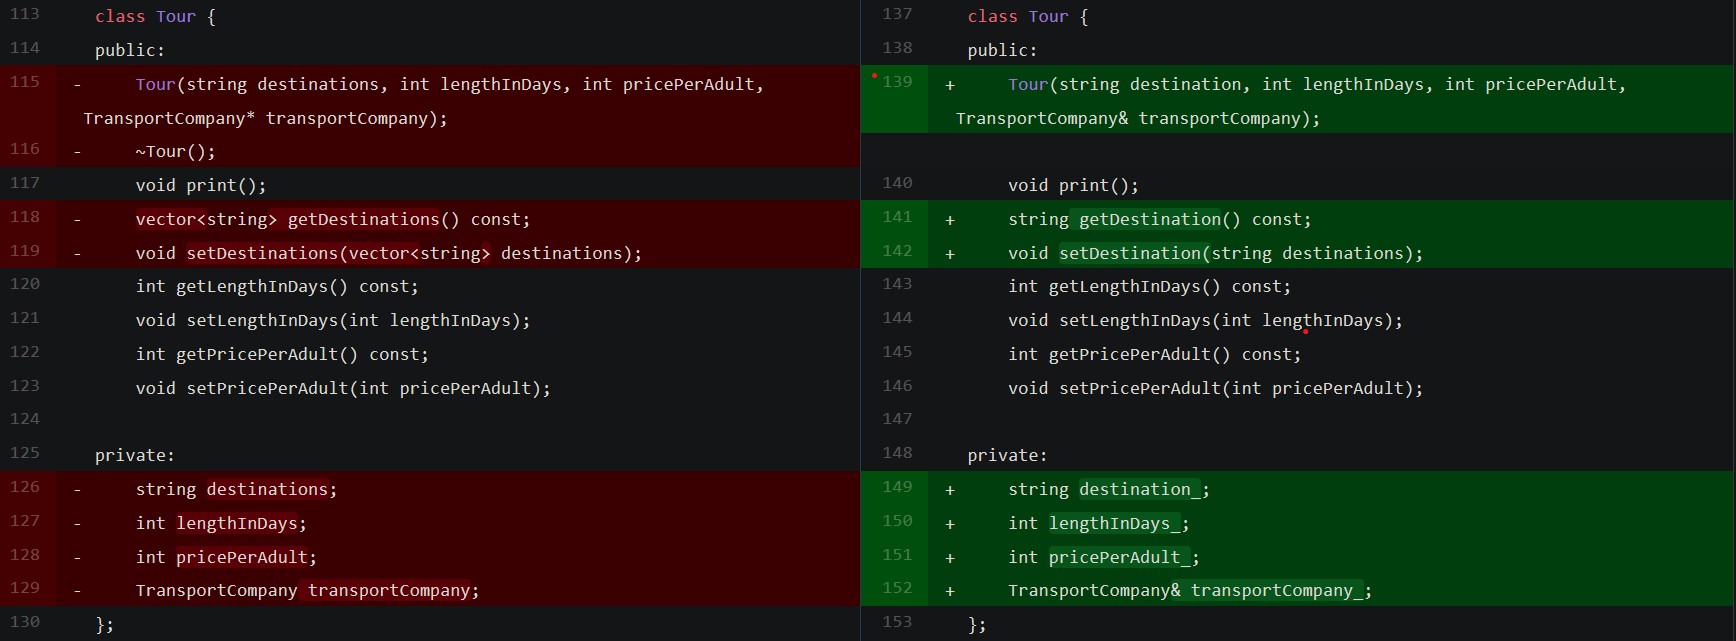 113 class Tour {
114 public:
115 - Tour(string destinations, int lengthInDays, int pricePerAdult,
TransportCompany* transportCompany);
116 - ~Tour();
117 void print();
118 - vector<string> getDestinations() const;
119 - void setDestinations(vector<string> destinations);
120 int getLengthInDays() const;
121 void setLengthInDays(int lengthInDays);
122 int getPricePerAdult() const;
123 void setPricePerAdult(int pricePerAdult);
124
125 private:
126 - string destinations;
127 - int lengthInDays;
128 - int pricePerAdult;
129 - TransportCompany transportCompany;
130 };
137 class Tour {
138 public:
139 + Tour(string destination, int lengthInDays, int pricePerAdult,
TransportCompany& transportCompany);
140 void print();
141 + string getDestination() const;
142 + void setDestination(string destinations);
143 int getLengthInDays() const;
144 void setLengthInDays(int lengthInDays);
145 int getPricePerAdult() const;
146 void setPricePerAdult(int pricePerAdult);
147
148 private:
149 + string destination_;
150 + int lengthInDays_;
151 + int pricePerAdult_;
152 + TransportCompany& transportCompany_;
153 };